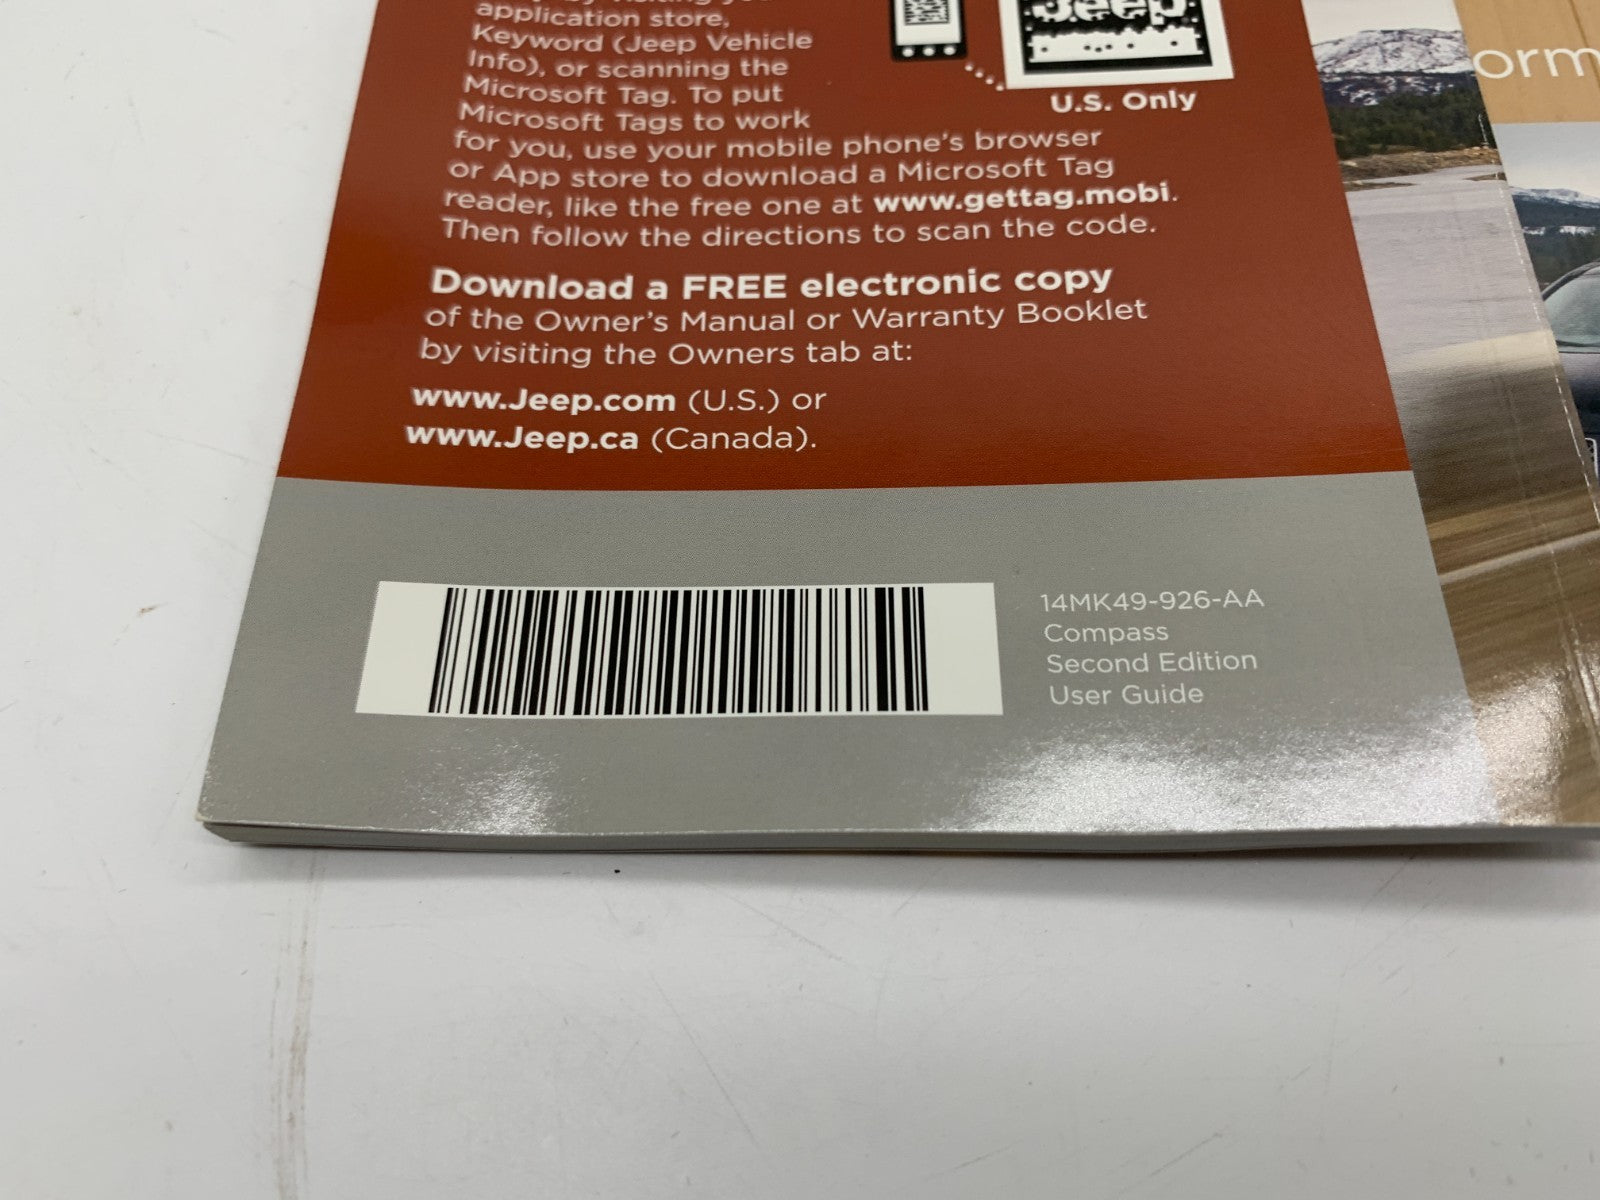 application store,
Keyword (Jeep Vehicle
Info), or scanning the
Microsoft Tag. To put
Microsoft Tags to work
for you, use your mobile phone's browser
or App store to download a Microsoft Tag
reader, like the free one at www.gettag.mobi.
Then follow the directions to scan the code.
Jeep
U.S. Only
Download a FREE electronic copy
of the Owner's Manual or Warranty Booklet
by visiting the Owners tab at:
www.Jeep.com (U.S.) or
www.Jeep.ca (Canada).
14MK49-926-AA
Compass
Second Edition
User Guide